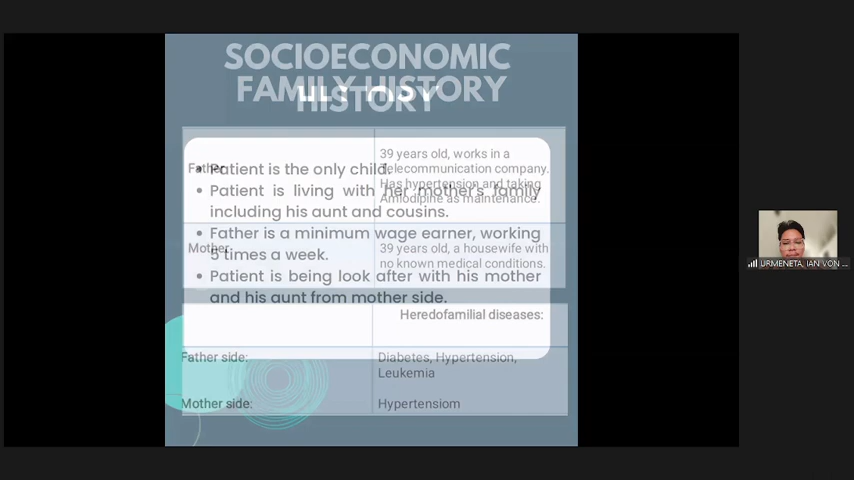 SOCIOECONOMIC
FAMILY HISTORY
HISTORY
Father
39 years old, works in a
Telecommunication company.
Has hypertension and taking
Amlodipine as maintenance.
• Patient is the only child.
• Patient is living with her mother's family
including his aunt and cousins.
• Father is a minimum wage earner, working
5 times a week.
• Patient is being look after with his mother
and his aunt from mother side.
Mother
39 years old, a housewife with
no known medical conditions.
Heredofamilial diseases:
Father side:
Diabetes, Hypertension,
Leukemia
Mother side:
Hypertensiom
URMENETA, IAN VON ...